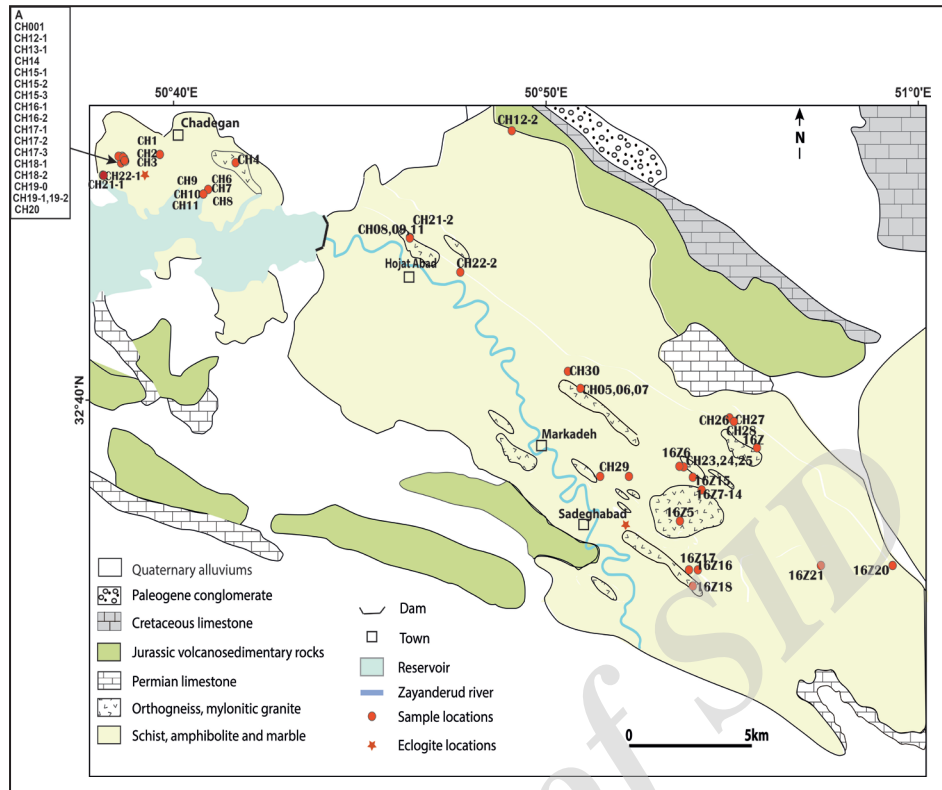 A
CH001
CH12-1
CH13-1
CH14
CH15-1
CH15-2
CH15-3
CH16-1
CH16-2
CH17-1
CH17-2
CH17-3
CH18-1
CH18-2
CH19-0
CH19-1,19-2
CH20
50°40'E
50°50'E
51°0'E
32°40'N
N
Chadegan
CH12-2
CH1
CH2
CH3
CH4
CH22-1
CH21-1
CH9
CH6
CH10
CH7
CH11
CH8
CH21-2
CH08,09,11
Hojat Abad
CH22-2
CH30
CH05,06,07
CH26
CH27
CH28
16Z
Markadeh
16Z6
CH23,24,25
CH29
16Z15
16Z7-14
Sadeghabad
16Z5
16Z17
16Z16
16Z18
16Z21
16Z20
Quaternary alluviums
Paleogene conglomerate
Cretaceous limestone
Jurassic volcanosedimentary rocks
Permian limestone
Orthogneiss, mylonitic granite
Schist, amphibolite and marble
Dam
Town
Reservoir
Zayanderud river
Sample locations
Eclogite locations
0
5km
of SID